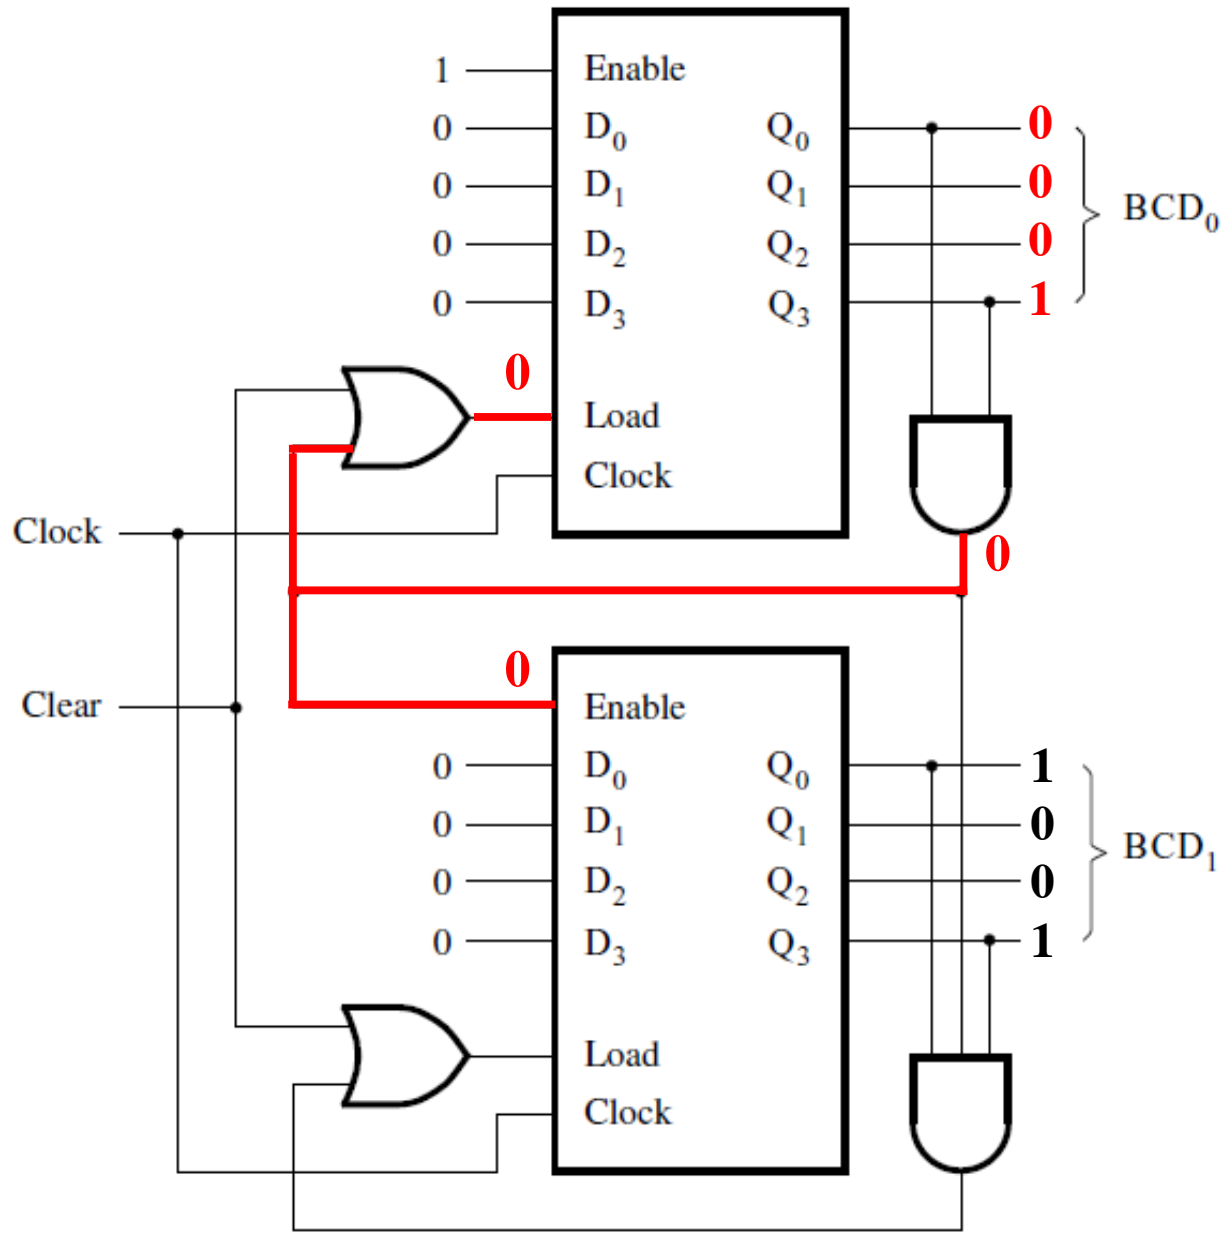 1 Enable
0 D0 Q0 0
0 D1 Q1 0
BCD0
0 D2 Q2 0
0 D3 Q3 1
0
Load
Clock
Clock
0
0
Clear
Enable
0 D0 Q0 1
0 D1 Q1 0
BCD1
0 D2 Q2 0
0 D3 Q3 1
Load
Clock